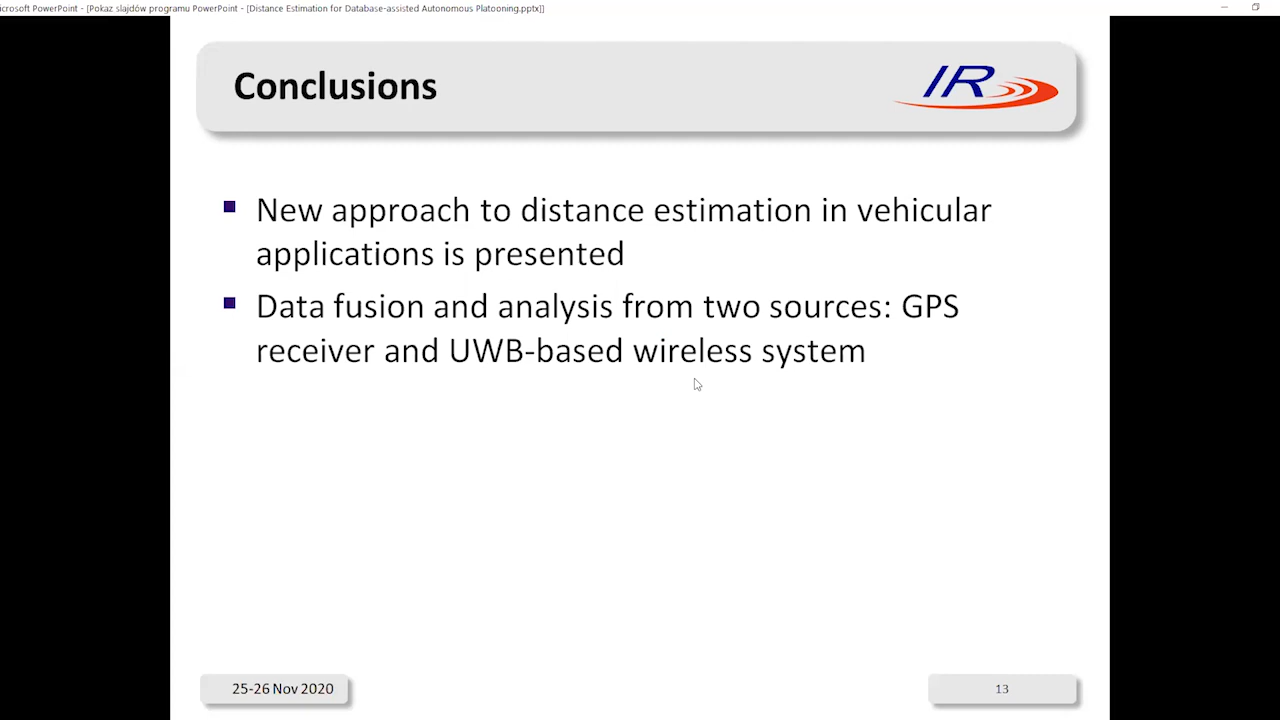 icrosoft PowerPoint - [Pokaz slajdów programu PowerPoint - [Distance Estimation for Database-assisted Autonomous Platooning.pptx]]
Conclusions
IR
New approach to distance estimation in vehicular
applications is presented
Data fusion and analysis from two sources: GPS
receiver and UWB-based wireless system
25-26 Nov 2020
13